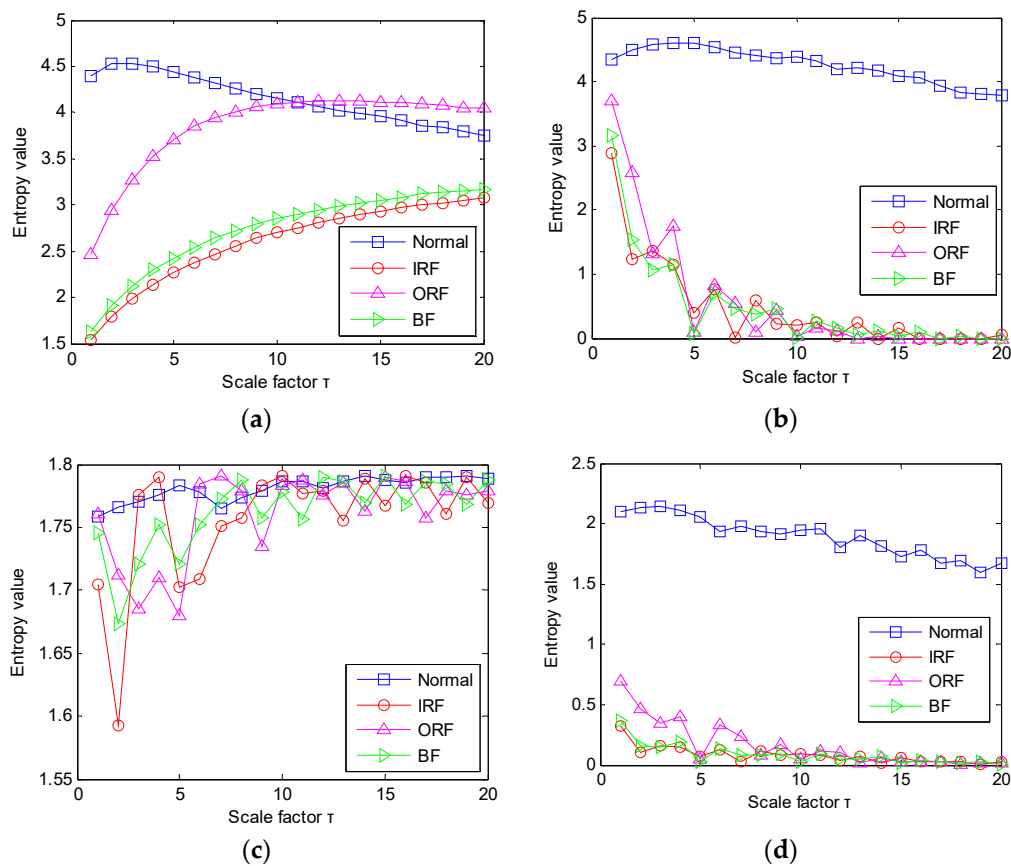 5
4.5
4
3.5
3
2.5
2
1.5
0
5
10
15
20
Entropy value
Scale factor τ
Normal
IRF
ORF
BF
(a)
5
4
3
2
1
0
0
5
10
15
20
Entropy value
Scale factor τ
Normal
IRF
ORF
BF
(b)
1.8
1.75
1.7
1.65
1.6
1.55
0
5
10
15
20
Entropy value
Scale factor τ
Normal
IRF
ORF
BF
(c)
2.5
2
1.5
1
0.5
0
0
5
10
15
20
Entropy value
Scale factor τ
Normal
IRF
ORF
BF
(d)